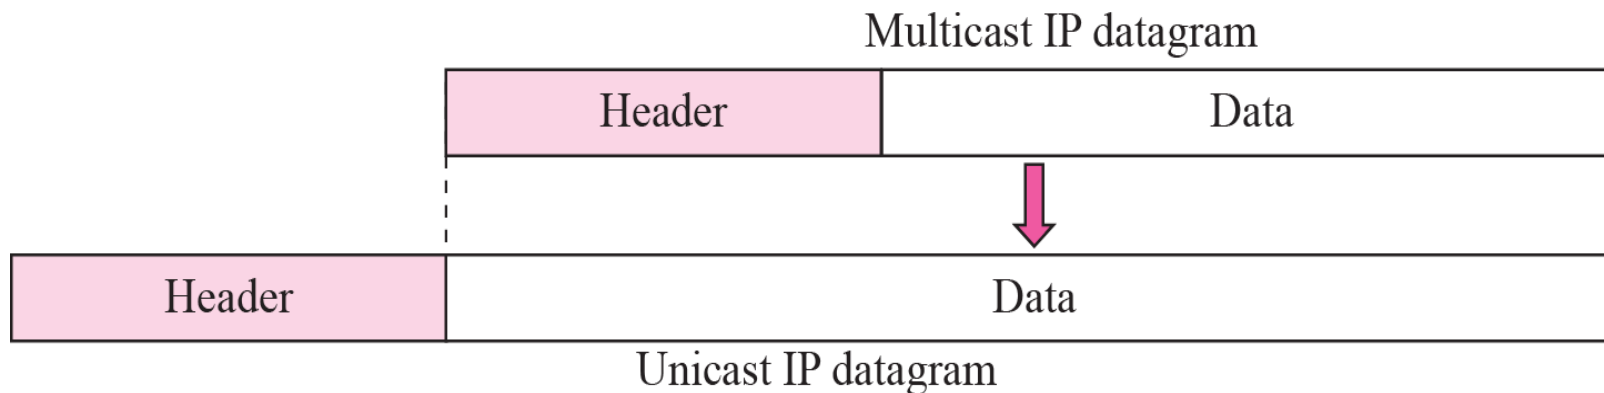 Multicast IP datagram
Header Data
Header Data
Unicast IP datagram